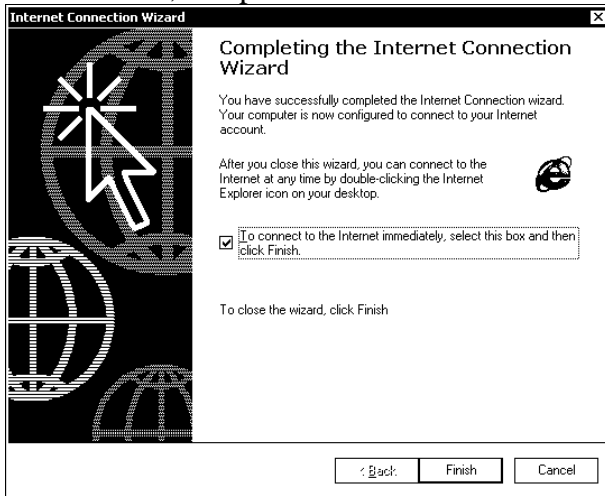 Internet Connection Wizard
Completing the Internet Connection
Wizard
You have successfully completed the Internet Connection wizard.
Your computer is now configured to connect to your Internet
account.
After you close this wizard, you can connect to the
Internet at any time by double-clicking the Internet
Explorer icon on your desktop.
To connect to the Internet immediately, select this box and then
click Finish.
To close the wizard, click Finish
< Back
Finish
Cancel